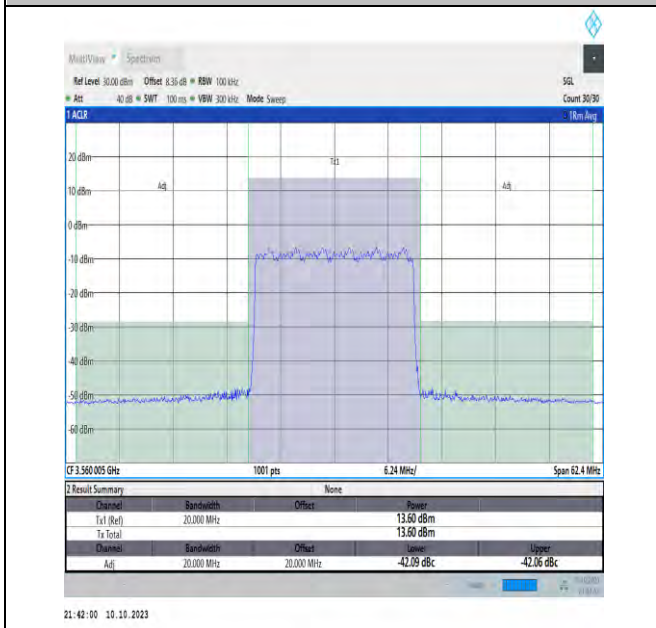 MultiView Spectrum
Ref Level 30.00 dBm Offset 8.35 dB RBW 100 kHz SGL
Att 40 dB SWT 100 ms VBW 300 kHz Mode Sweep Count 30/30
1 ACLR 1Rm Avg
20 dBm Tx1
10 dBm Adj Adj
0 dBm
-10 dBm
-20 dBm
-30 dBm
-40 dBm
-50 dBm
-60 dBm
CF 3.560 005 GHz 1001 pts 6.24 MHz/ Span 62.4 MHz
2 Result Summary None
Channel Bandwidth Offset Power
Tx1 (Ref) 20.000 MHz 13.60 dBm
Tx Total 13.60 dBm
Channel Bandwidth Offset Lower Upper
Adj 20.000 MHz 20.000 MHz -42.09 dBc -42.06 dBc
21:42:00 10.10.2023